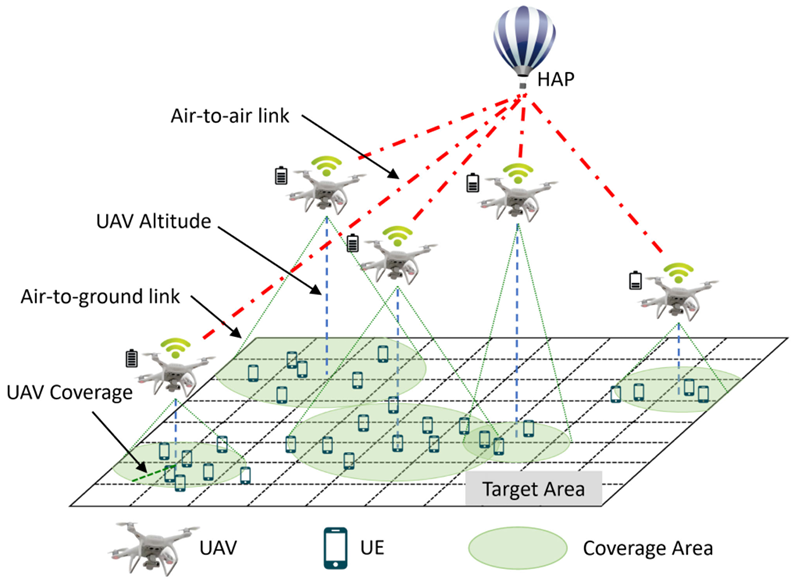 HAP
Air-to-air link
UAV Altitude
Air-to-ground link
UAV Coverage
Target Area
UAV
UE
Coverage Area